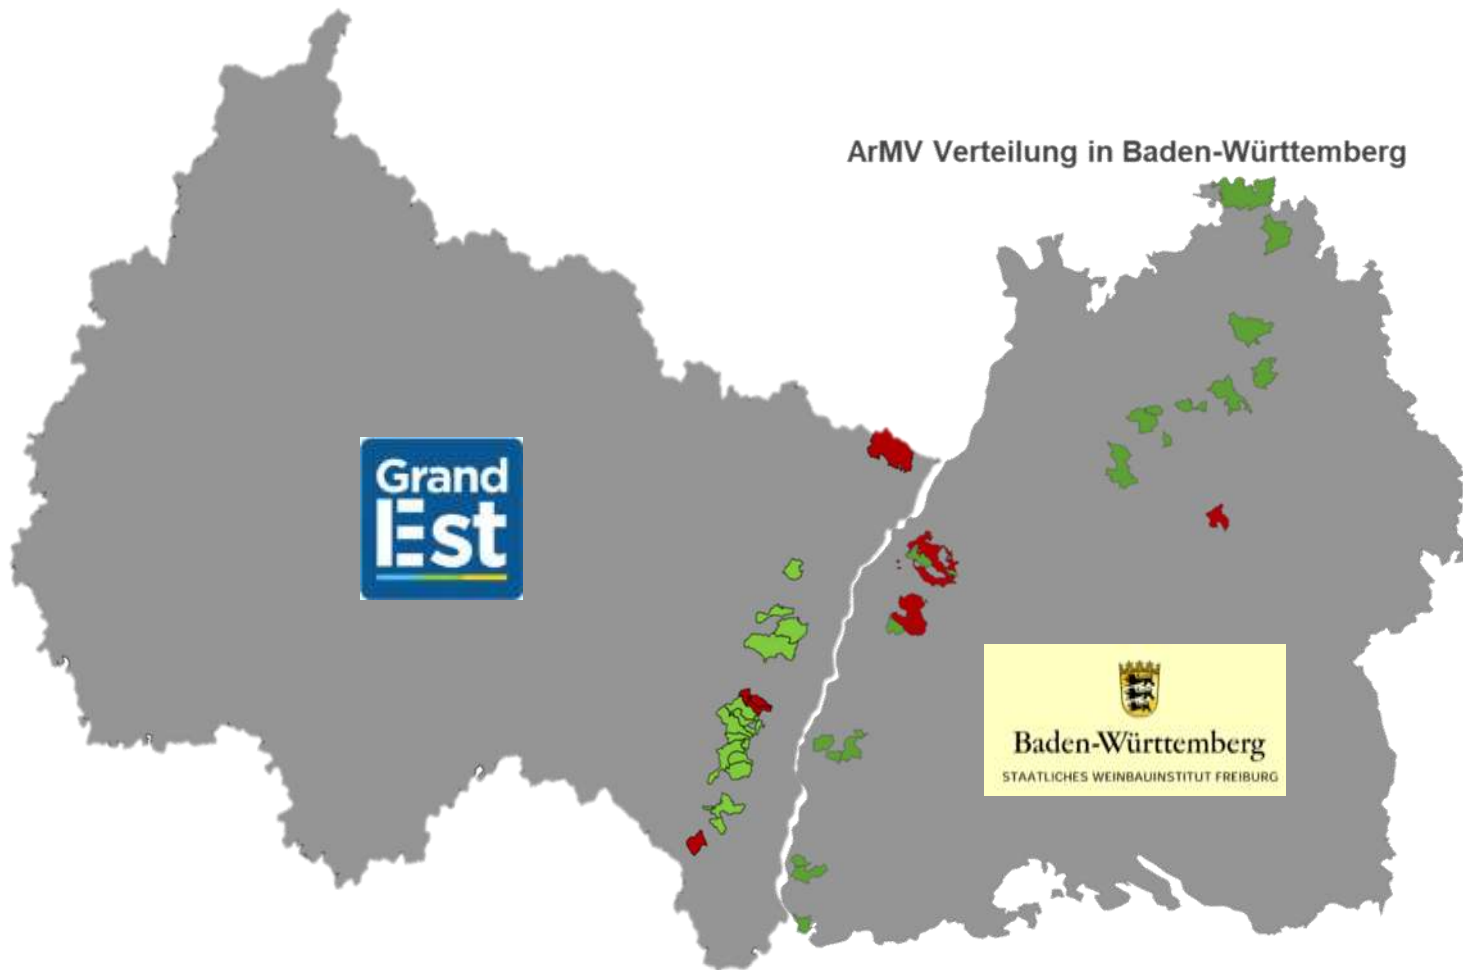 ArMV Verteilung in Baden-Württemberg
Grand
Est
Baden-Württemberg
STAATLICHES WEINBAUINSTITUT FREIBURG